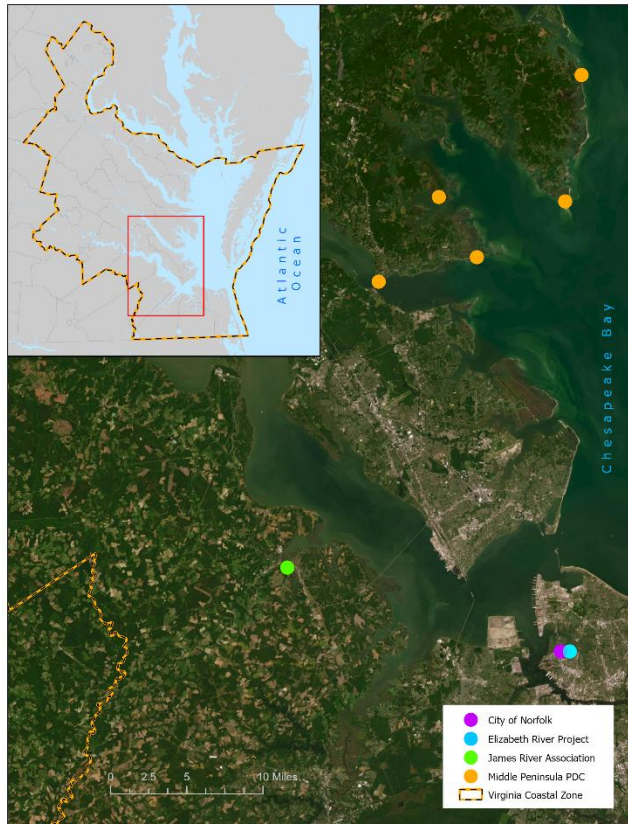 Atlantic
Ocean
Chesapeake Bay
City of Norfolk
Elizabeth River Project
James River Association
Middle Peninsula PDC
Virginia Coastal Zone
0 2.5 5 10 Miles